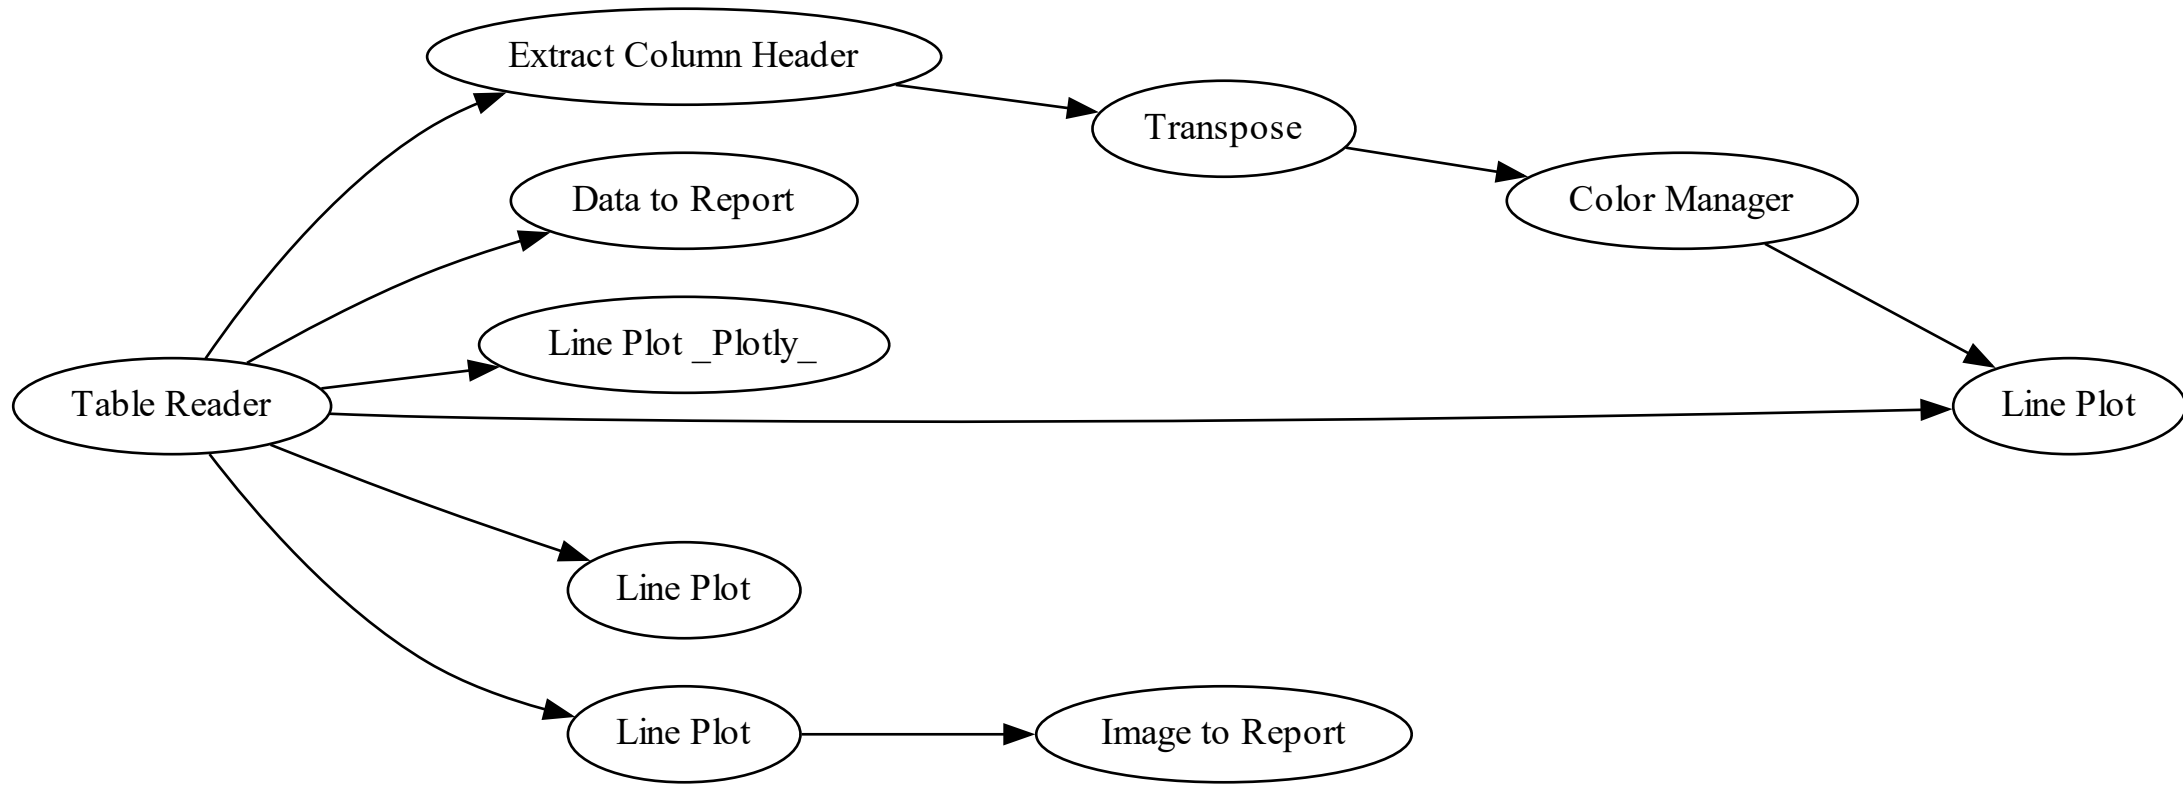 Extract Column Header
Transpose
Data to Report
Color Manager
Line Plot _Plotly_
Table Reader
Line Plot
Line Plot
Line Plot
Image to Report